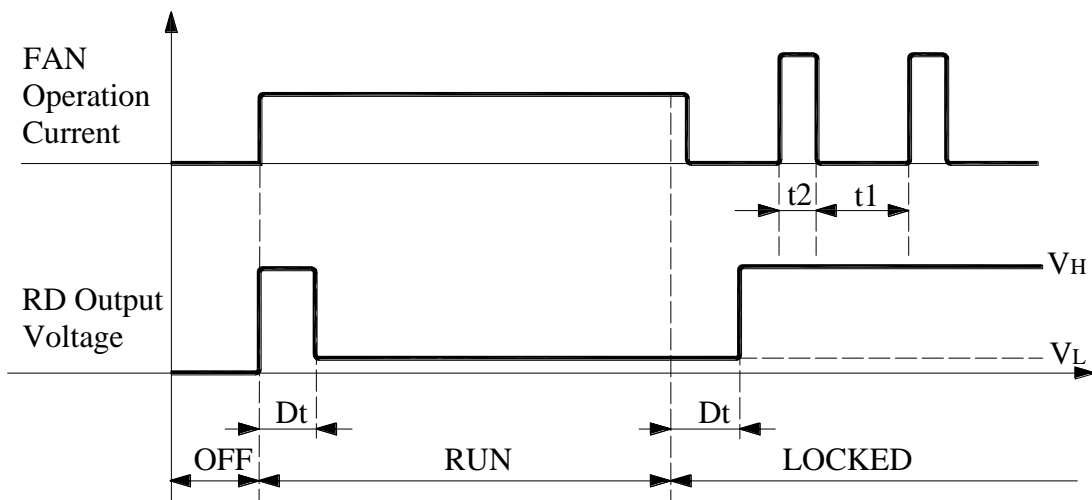 FAN
Operation
Current
t2
t1
VH
RD Output
Voltage
VL
Dt
Dt
OFF
RUN
LOCKED